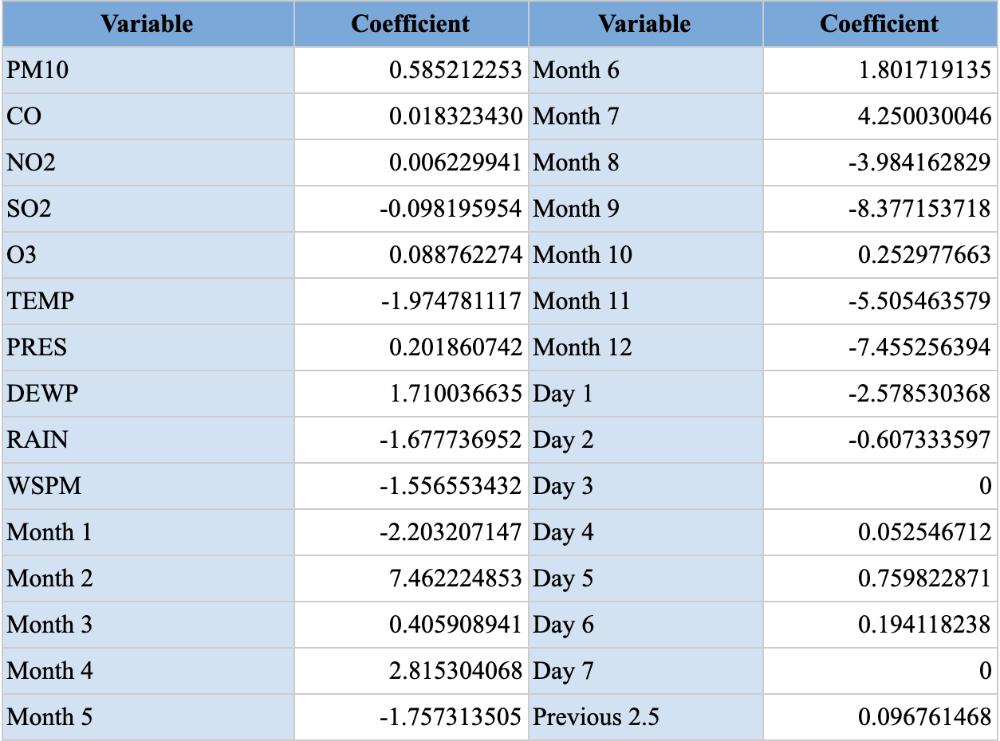 Variable Coefficient Variable Coefficient
PM10 0.585212253 Month 6 1.801719135
CO 0.018323430 Month 7 4.250030046
NO2 0.006229941 Month 8 -3.984162829
SO2 -0.098195954 Month 9 -8.377153718
O3 0.088762274 Month 10 0.252977663
TEMP -1.974781117 Month 11 -5.505463579
PRES 0.201860742 Month 12 -7.455256394
DEWP 1.710036635 Day 1 -2.578530368
RAIN -1.677736952 Day 2 -0.607333597
WSPM -1.556553432 Day 3 0
Month 1 -2.203207147 Day 4 0.052546712
Month 2 7.462224853 Day 5 0.759822871
Month 3 0.405908941 Day 6 0.194118238
Month 4 2.815304068 Day 7 0
Month 5 -1.757313505 Previous 2.5 0.096761468